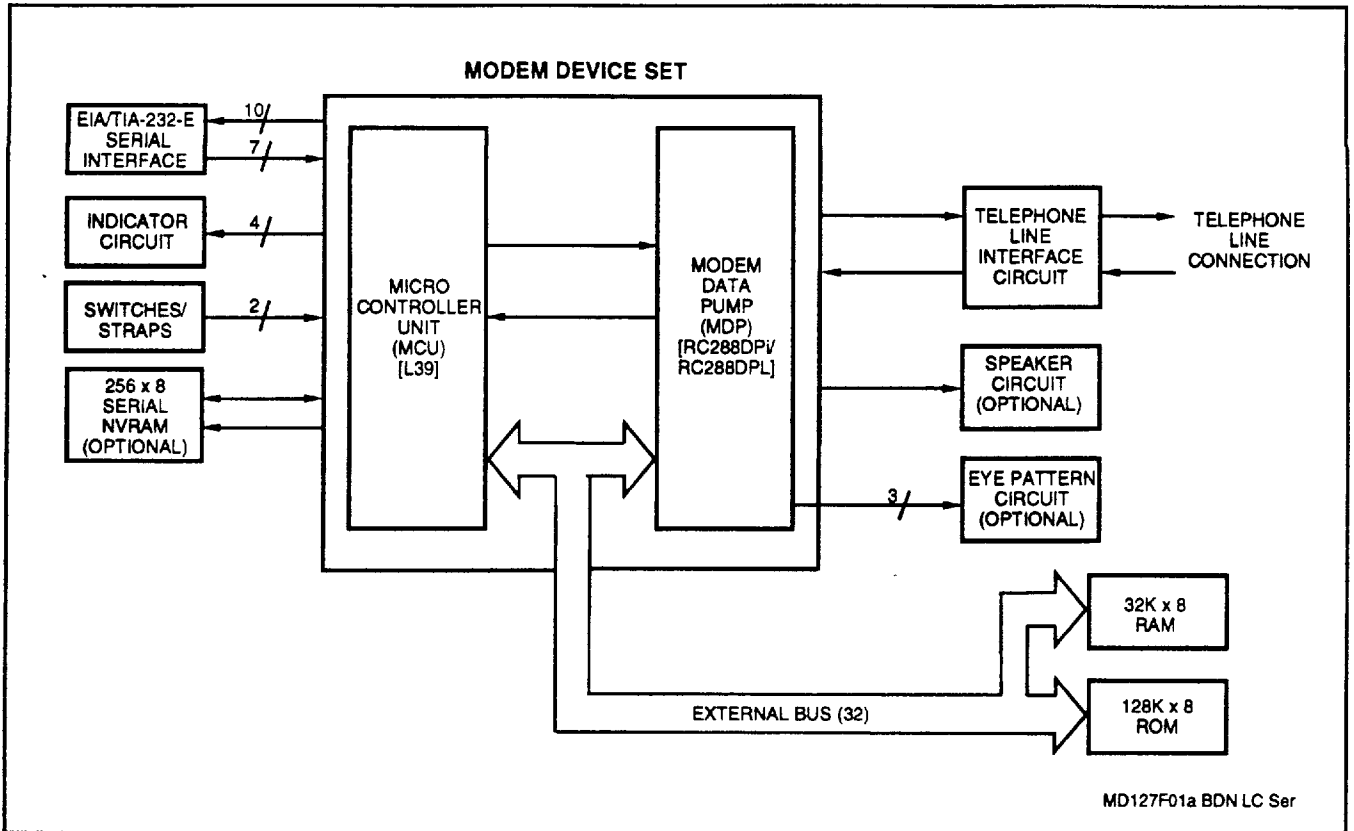 MODEM DEVICE SET
EIA/TIA-232-E
SERIAL
INTERFACE
10
7
INDICATOR
CIRCUIT
4
SWITCHES/
STRAPS
2
256 x 8
SERIAL
NVRAM
(OPTIONAL)
MICRO
CONTROLLER
UNIT
(MCU)
[L39]
MODEM
DATA
PUMP
(MDP)
[RC288DPi/
RC288DPL]
TELEPHONE
LINE
INTERFACE
CIRCUIT
TELEPHONE
LINE
CONNECTION
SPEAKER
CIRCUIT
(OPTIONAL)
3
EYE PATTERN
CIRCUIT
(OPTIONAL)
32K x 8
RAM
EXTERNAL BUS (32)
128K x 8
ROM
MD127F01a BDN LC Ser